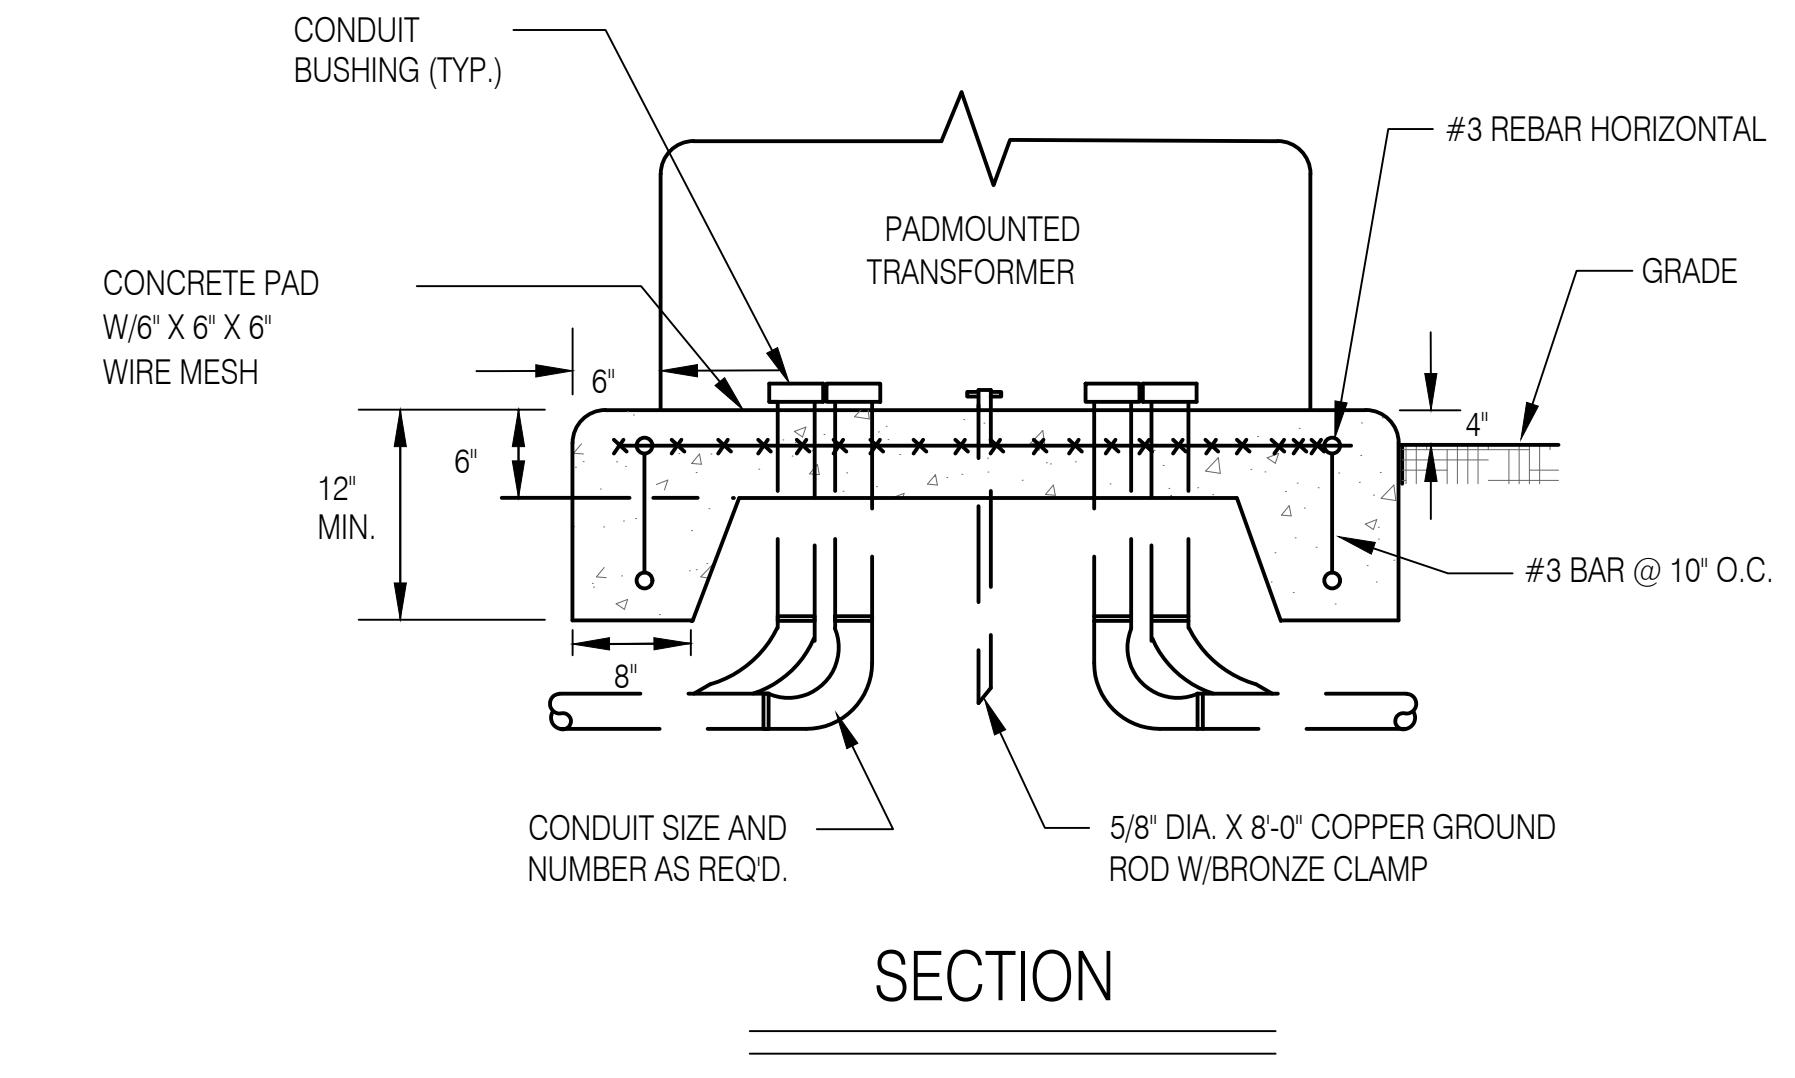 CONDUIT
BUSHING (TYP.)
#3 REBAR HORIZONTAL
PADMOUNTED
TRANSFORMER
GRADE
CONCRETE PAD
W/6" X 6" X 6"
WIRE MESH
6"
4"
6"
12"
MIN.
#3 BAR @ 10" O.C.
8"
CONDUIT SIZE AND
NUMBER AS REQ'D.
5/8" DIA. X 8'-0" COPPER GROUND
ROD W/BRONZE CLAMP
SECTION